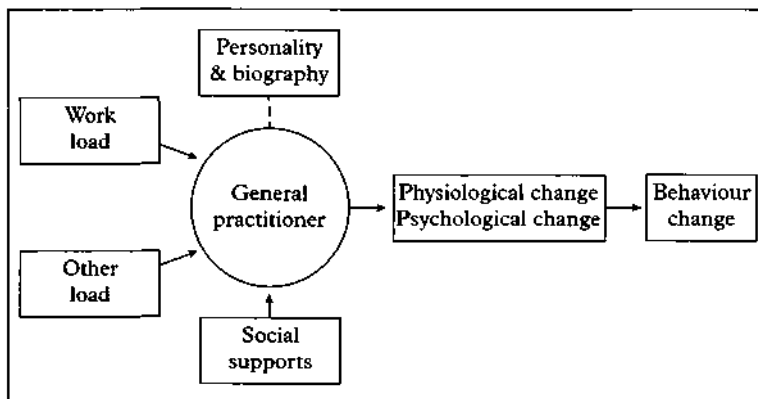 Personality
& biography
Work
load
General
practitioner
Physiological change
Psychological change
Behaviour
change
Other
load
Social
supports